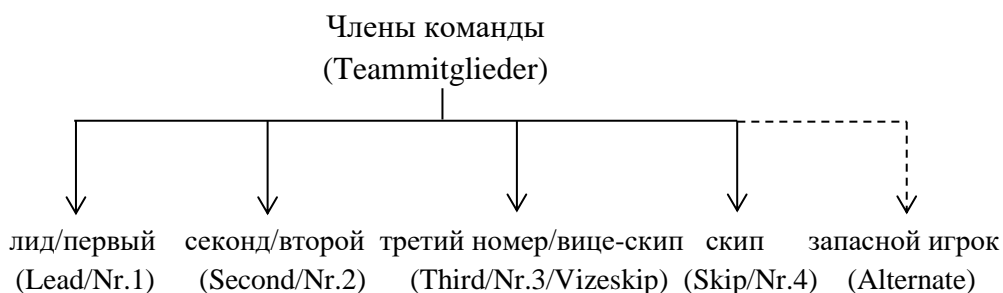 Члены команды
(Teammitglieder)
лид/первый секонд/второй третий номер/вице-скип скип запасной игрок
(Lead/Nr.1) (Second/Nr.2) (Third/Nr.3/Vizeskip) (Skip/Nr.4) (Alternate)